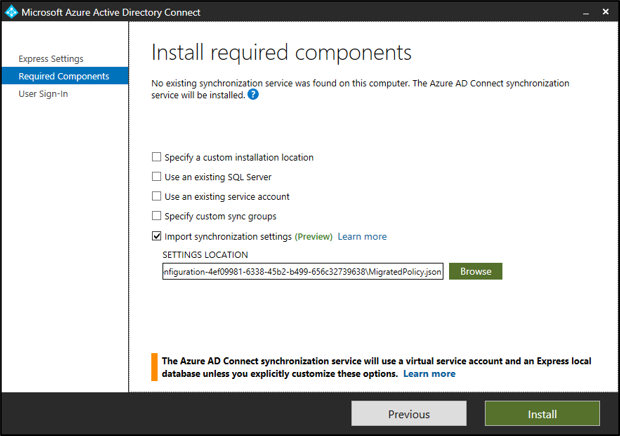 Microsoft Azure Active Directory Connect
Express Settings
Required Components
User Sign-In
Install required components
No existing synchronization service was found on this computer. The Azure AD Connect synchronization
service will be installed. ?
Specify a custom installation location
Use an existing SQL Server
Use an existing service account
Specify custom sync groups
Import synchronization settings (Preview) Learn more
SETTINGS LOCATION
nfiguration-4ef09981-6338-45b2-b499-656c32739638\MigratedPolicy.json
Browse
The Azure AD Connect synchronization service will use a virtual service account and an Express local
database unless you explicitly customize these options. Learn more
Previous
Install